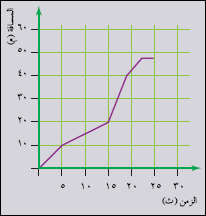 المسافة (م)
٦٠
٥٠
٤٠
٣٠
٢٠
١٠
٥ ١٠ ١٥ ٢٠ ٢٥ ٣٠
الزمن (ث)